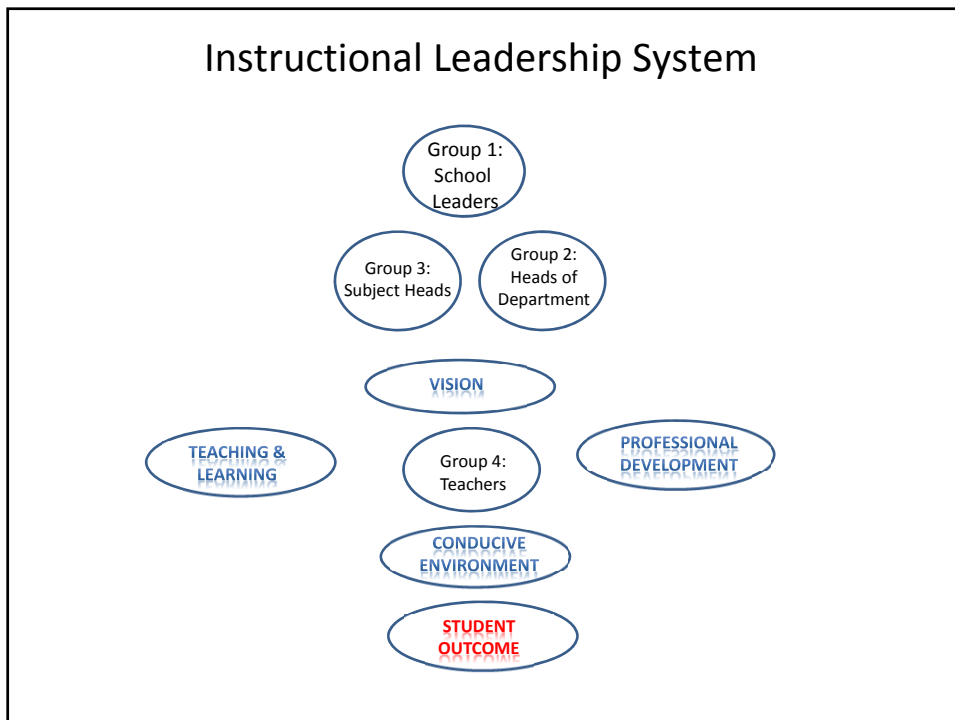 Instructional Leadership System
Group 1:
School
Leaders
Group 3:
Subject Heads
Group 2:
Heads of
Department
VISION
TEACHING &
LEARNING
Group 4:
Teachers
PROFESSIONAL
DEVELOPMENT
CONDUCIVE
ENVIRONMENT
STUDENT
OUTCOME